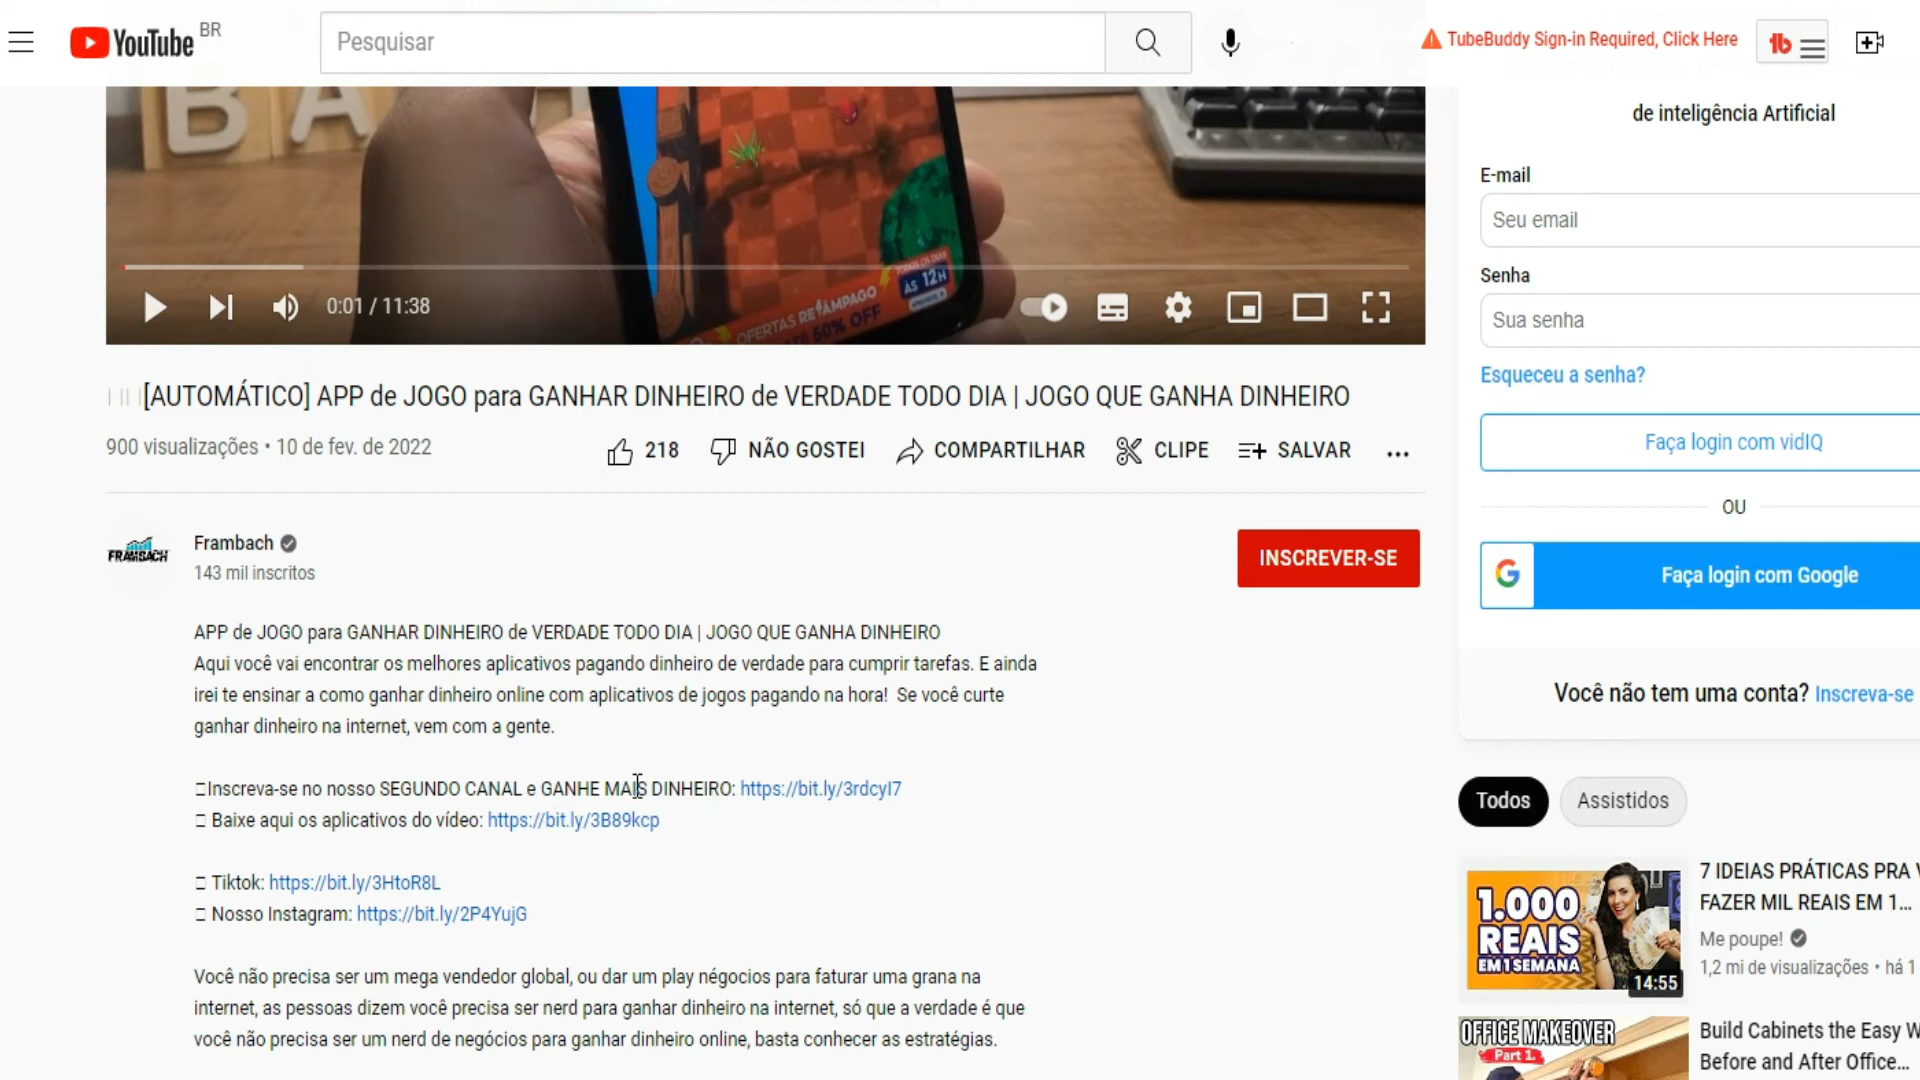 YouTube BR
Pesquisar
TubeBuddy Sign-in Required, Click Here
BA
OFERTAS RELÂMPAGO
ATÉ 50% OFF
TODOS OS DIAS
ÀS 12H
0:01 / 11:38
[AUTOMÁTICO] APP de JOGO para GANHAR DINHEIRO de VERDADE TODO DIA | JOGO QUE GANHA DINHEIRO
900 visualizações • 10 de fev. de 2022
218
NÃO GOSTEI
COMPARTILHAR
CLIPE
SALVAR
FRAMBACH
Frambach
143 mil inscritos
INSCREVER-SE
APP de JOGO para GANHAR DINHEIRO de VERDADE TODO DIA | JOGO QUE GANHA DINHEIRO
Aqui você vai encontrar os melhores aplicativos pagando dinheiro de verdade para cumprir tarefas. E ainda
irei te ensinar a como ganhar dinheiro online com aplicativos de jogos pagando na hora! Se você curte
ganhar dinheiro na internet, vem com a gente.
Inscreva-se no nosso SEGUNDO CANAL e GANHE MAIS DINHEIRO: https://bit.ly/3rdcyI7
Baixe aqui os aplicativos do vídeo: https://bit.ly/3B89kcp
Tiktok: https://bit.ly/3HtoR8L
Nosso Instagram: https://bit.ly/2P4YujG
Você não precisa ser um mega vendedor global, ou dar um play négocios para faturar uma grana na
internet, as pessoas dizem você precisa ser nerd para ganhar dinheiro na internet, só que a verdade é que
você não precisa ser um nerd de negócios para ganhar dinheiro online, basta conhecer as estratégias.
de inteligência Artificial
E-mail
Seu email
Senha
Sua senha
Esqueceu a senha?
Faça login com vidIQ
OU
Faça login com Google
Você não tem uma conta? Inscreva-se
Todos
Assistidos
1.000
REAIS
EM 1 SEMANA
14:55
7 IDEIAS PRÁTICAS PRA
FAZER MIL REAIS EM 1...
Me poupe!
1,2 mi de visualizações • há 1
OFFICE MAKEOVER
Part 1.
Build Cabinets the Easy W
Before and After Office...